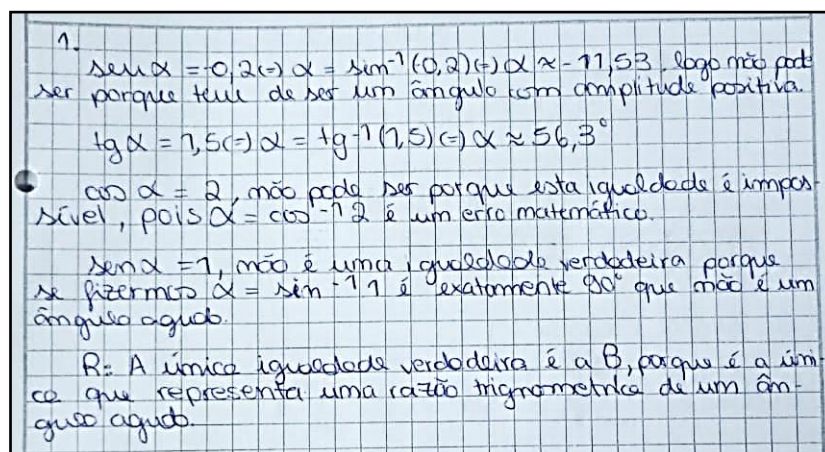 1.
sen α = -0,2 (=) α = sin⁻¹(0,2) (=) α ≈ -11,53, logo não pode
ser porque teue de ser um ângulo com amplitude positiva.
tg α = 1,5 (=) α = tg⁻¹(1,5) (=) α ≈ 56,3°
cos α = 2, não pode ser porque esta igualdade é impos-
sível, pois α = cos⁻¹ 2 é um erro matemático.
sen α = 1, não é uma igualdade verdadeira porque
se fizermos α = sin⁻¹ 1 é exatamente 90° que não é um
ângulo agudo.
R: A única igualdade verdadeira é a B, porque é a úni-
ca que representa uma razão trignometrica de um ân-
gulo agudo.